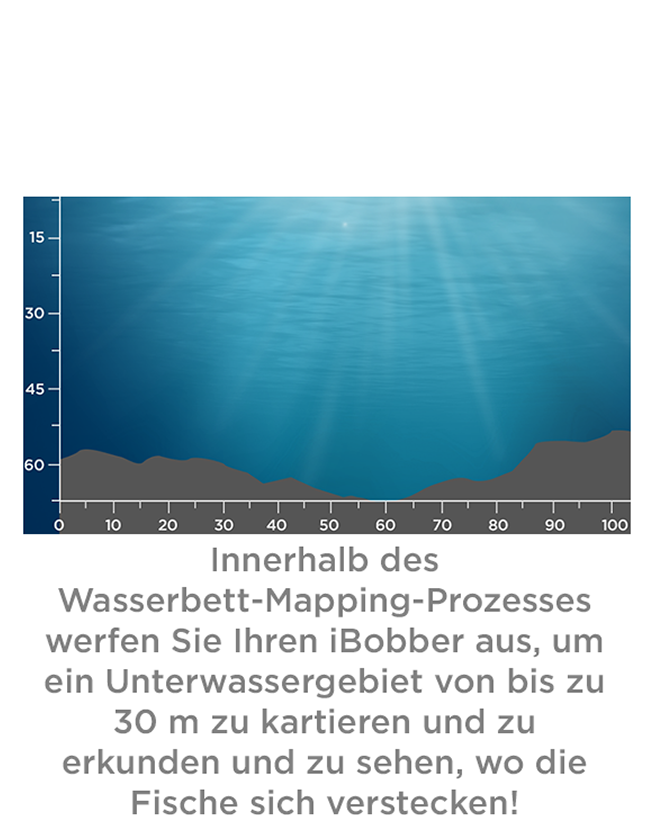 15
30
45
60
0 10 20 30 40 50 60 70 80 90 100
Innerhalb des
Wasserbett-Mapping-Prozesses
werfen Sie Ihren iBobber aus, um
ein Unterwassergebiet von bis zu
30 m zu kartieren und zu
erkunden und zu sehen, wo die
Fische sich verstecken!